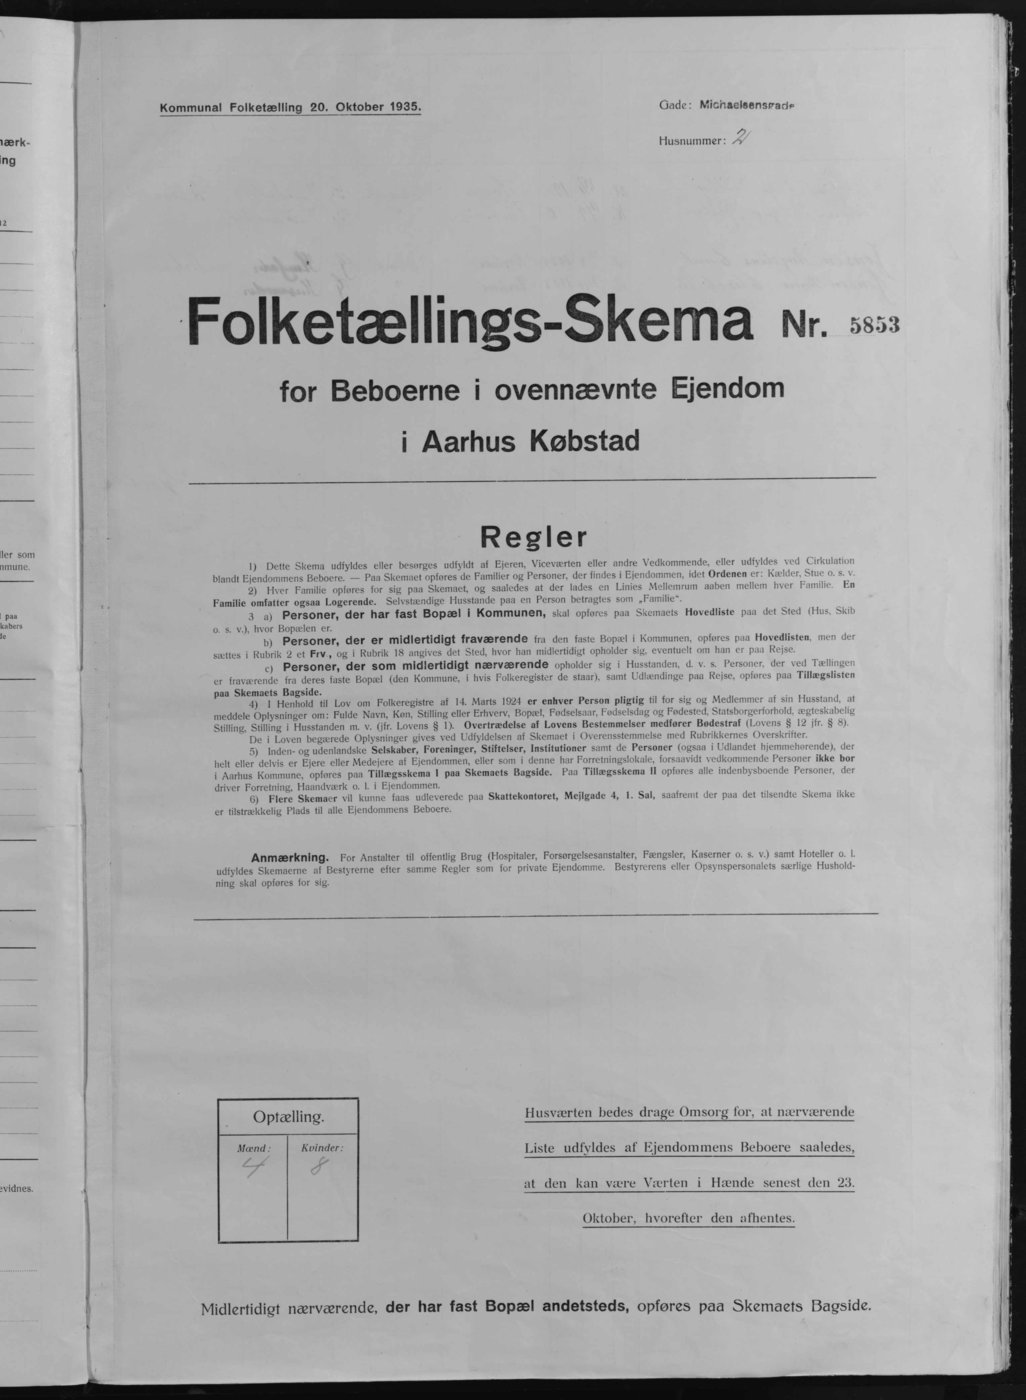 Kommunal Folketælling 20. Oktober 1935.
Gade: Michaelsensgade
Husnummer: 2
Folketællings-Skema Nr. 5853
for Beboerne i ovennævnte Ejendom
i Aarhus Købstad
Regler
1) Dette Skema udfyldes eller besørges udfyldt af Ejeren, Viceværten eller andre Vedkommende, eller udfyldes ved Cirkulation
blandt Ejendommens Beboere. — Paa Skemaet opføres de Familier og Personer, der findes i Ejendommen, idet Ordenen er: Kælder, Stue o. s. v.
2) Hver Familie opføres for sig paa Skemaet, og saaledes at der lades en Linies Mellemrum aaben mellem hver Familie. En
Familie omfatter ogsaa Logerende. Selvstændige Husstande paa en Person betragtes som „Familie“.
3 a) Personer, der har fast Bopæl i Kommunen, skal opføres paa Skemaets Hovedliste paa det Sted (Hus, Skib
o. s. v.), hvor Bopælen er.
b) Personer, der er midlertidigt fraværende fra den faste Bopæl i Kommunen, opføres paa Hovedlisten, men der
sættes i Rubrik 2 et Frv., og i Rubrik 18 angives det Sted, hvor han midlertidigt opholder sig, eventuelt om han er paa Rejse.
c) Personer, der som midlertidigt nærværende opholder sig i Husstanden, d. v. s. Personer, der ved Tællingen
er fraværende fra deres faste Bopæl (den Kommune, i hvis Folkeregister de staar), samt Udlændinge paa Rejse, opføres paa Tillægslisten
paa Skemaets Bagside.
4) I Henhold til Lov om Folkeregistre af 14. Marts 1924 er enhver Person pligtig til for sig og Medlemmer af sin Husstand, at
meddele Oplysninger om: Fulde Navn, Køn, Stilling eller Erhverv, Bopæl, Fødselsaar, Fødselsdag og Fødested, Statsborgerforhold, ægteskabelig
Stilling, Stilling i Husstanden m. v. (jfr. Lovens § 1). Overtrædelse af Lovens Bestemmelser medfører Bødestraf (Lovens § 12 jfr. § 8).
De i Loven begærede Oplysninger gives ved Udfyldelsen af Skemaet i Overensstemmelse med Rubrikkernes Overskrifter.
5) Inden- og udenlandske Selskaber, Foreninger, Stiftelser, Institutioner samt de Personer (ogsaa i Udlandet hjemmehørende), der
helt eller delvis er Ejere eller Medejere af Ejendommen, eller som i denne har Forretningslokale, forsaavidt vedkommende Personer ikke bor
i Aarhus Kommune, opføres paa Tillægsskema I paa Skemaets Bagside. Paa Tillægsskema II opføres alle indenbysboende Personer, der
driver Forretning, Haandværk o. l. i Ejendommen.
6) Flere Skemaer vil kunne faas udleverede paa Skattekontoret, Mejlgade 4, 1. Sal, saafremt der paa det tilsendte Skema ikke
er tilstrækkelig Plads til alle Ejendommens Beboere.
Anmærkning. For Anstalter til offentlig Brug (Hospitaler, Forsørgelsesanstalter, Fængsler, Kaserner o. s. v.) samt Hoteller o. l.
udfyldes Skemaerne af Bestyrerne efter samme Regler som for private Ejendomme. Bestyrerens eller Opsynspersonalets særlige Hushold-
ning skal opføres for sig.
Optælling.
Mænd: Kvinder:
4 8
Husværten bedes drage Omsorg for, at nærværende
Liste udfyldes af Ejendommens Beboere saaledes,
at den kan være Værten i Hænde senest den 23.
Oktober, hvorefter den afhentes.
Midlertidigt nærværende, der har fast Bopæl andetsteds, opføres paa Skemaets Bagside.